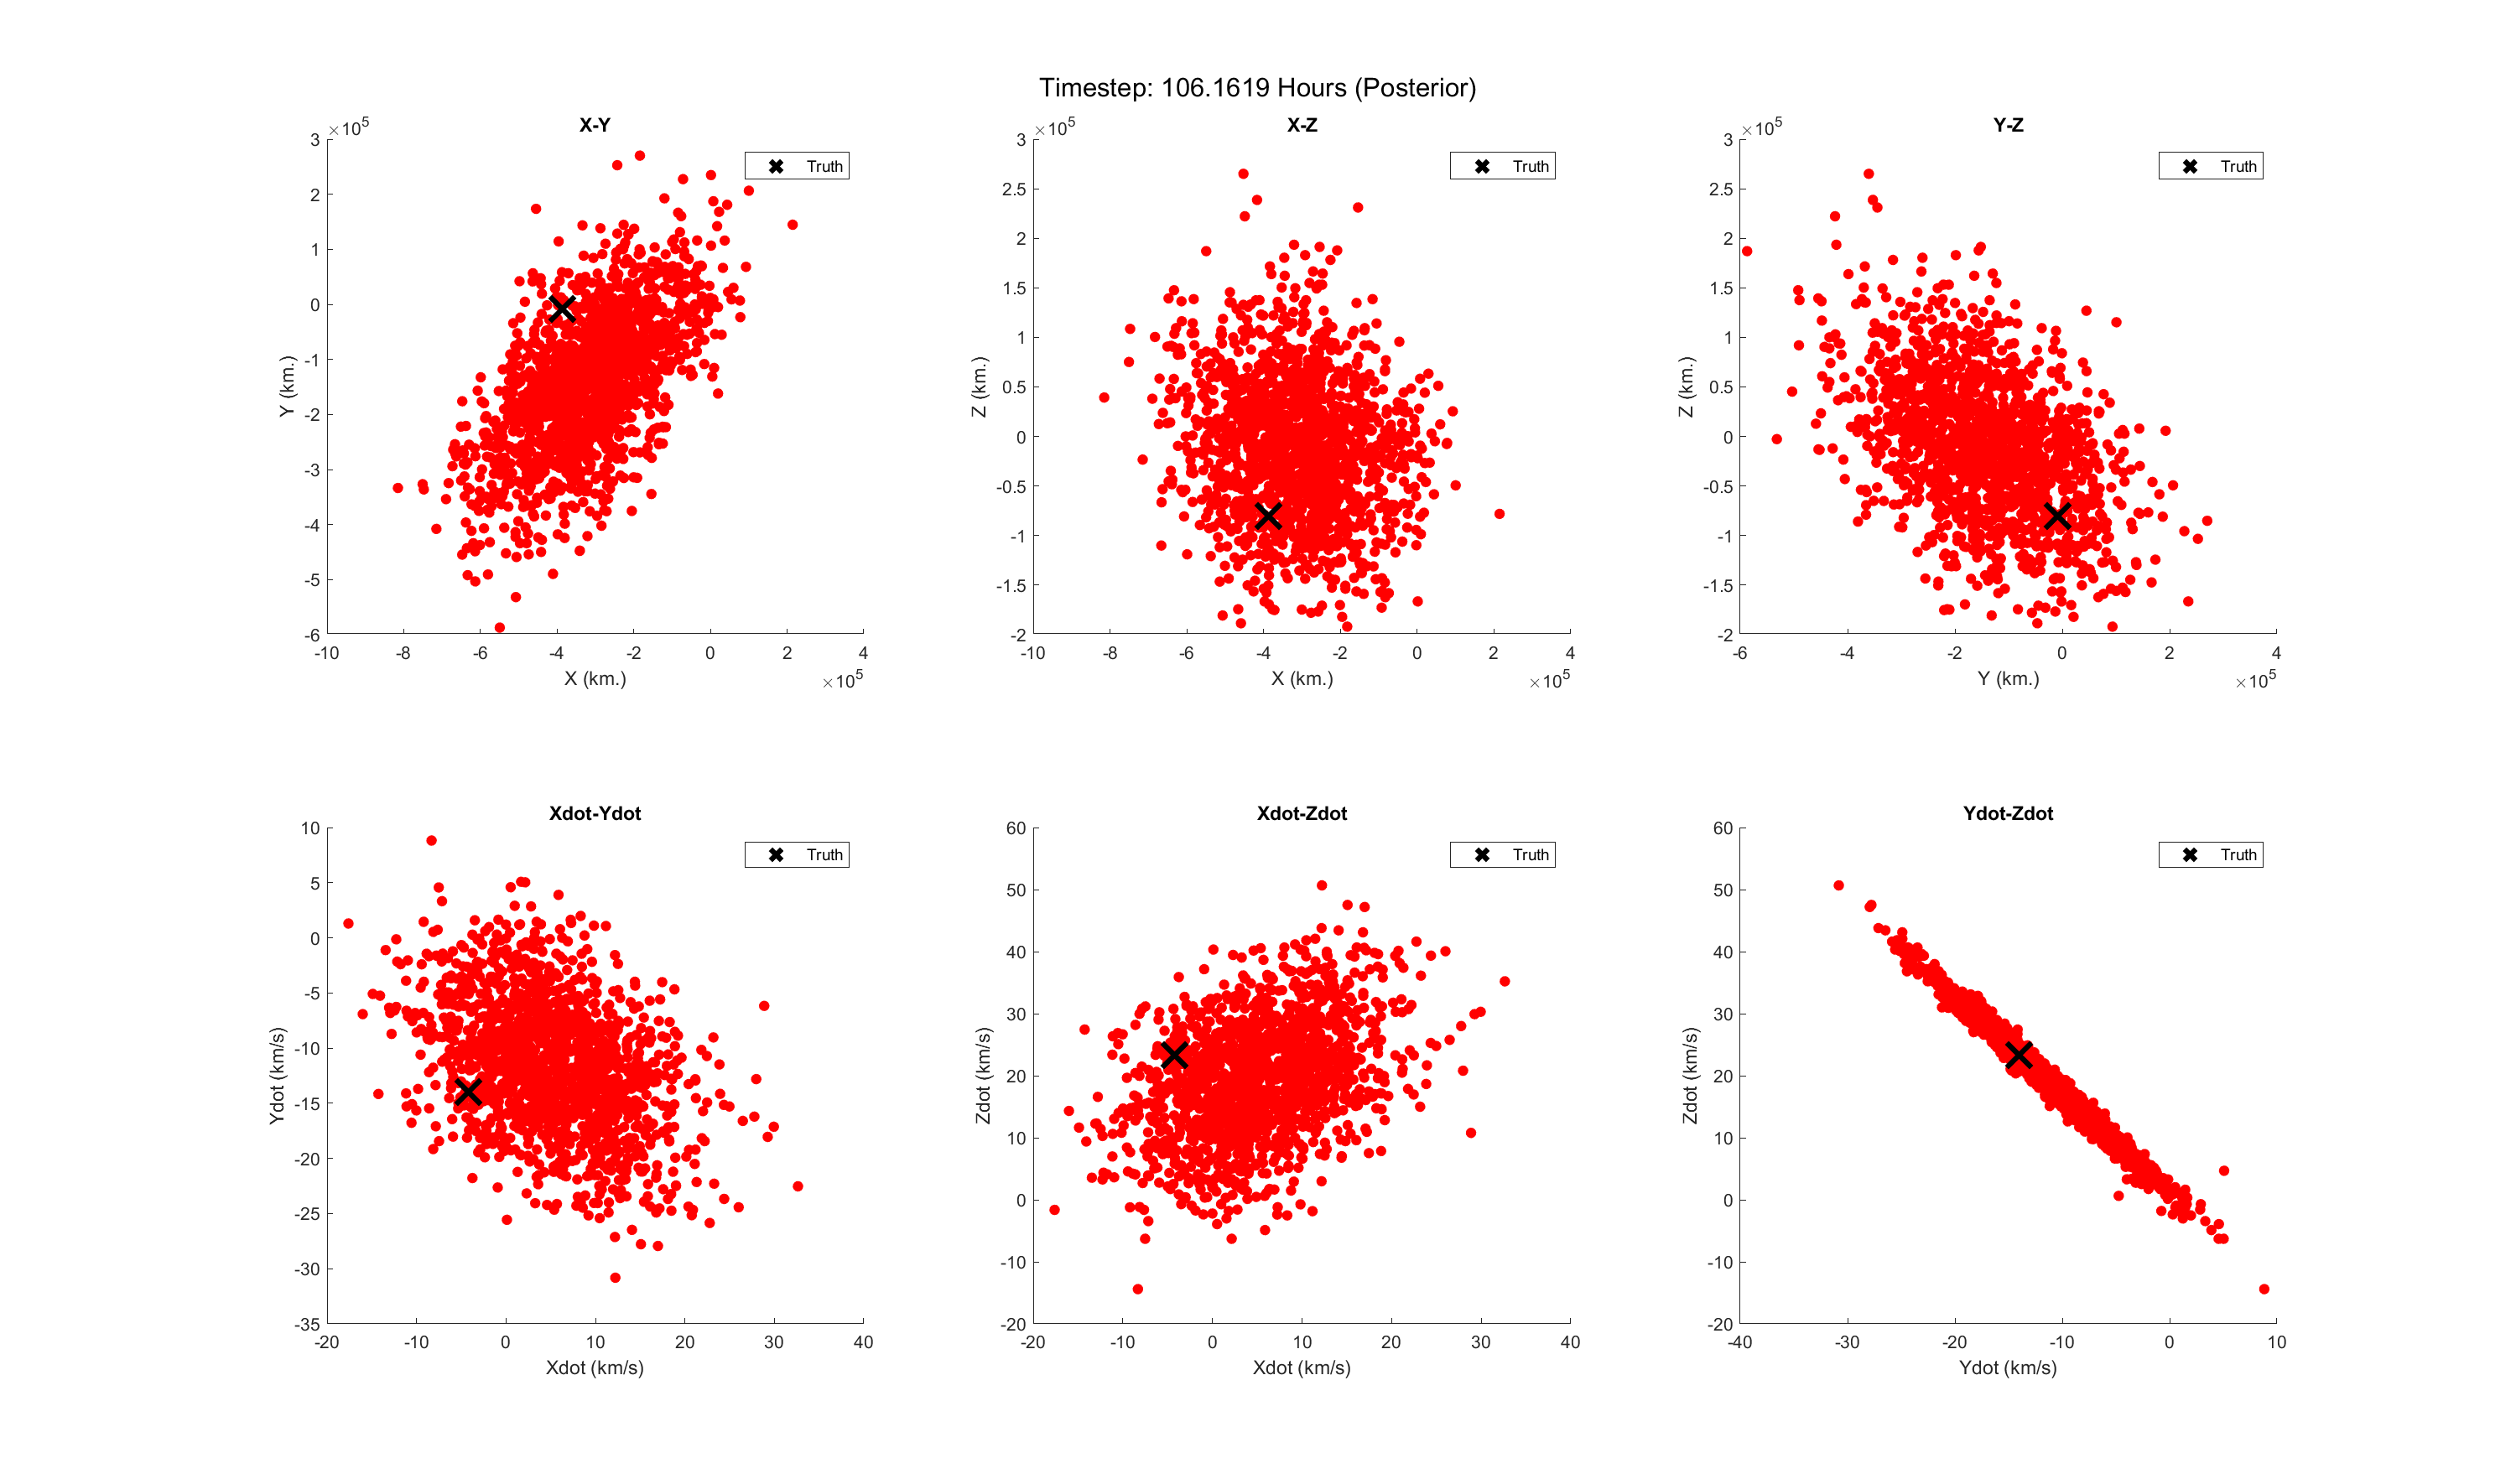 Timestep: 106.1619 Hours (Posterior)
X-Y
×10^5
3
2
1
0
-1
-2
-3
-4
-5
-6
Y (km.)
-10 -8 -6 -4 -2 0 2 4
X (km.)
×10^5
Truth
X-Z
×10^5
3
2.5
2
1.5
1
0.5
0
-0.5
-1
-1.5
-2
Z (km.)
-10 -8 -6 -4 -2 0 2 4
X (km.)
×10^5
Truth
Y-Z
×10^5
3
2.5
2
1.5
1
0.5
0
-0.5
-1
-1.5
-2
Z (km.)
-6 -4 -2 0 2 4
Y (km.)
×10^5
Truth
Xdot-Ydot
10
5
0
-5
-10
-15
-20
-25
-30
-35
Ydot (km/s)
-20 -10 0 10 20 30 40
Xdot (km/s)
Truth
Xdot-Zdot
60
50
40
30
20
10
0
-10
-20
Zdot (km/s)
-20 -10 0 10 20 30 40
Xdot (km/s)
Truth
Ydot-Zdot
60
50
40
30
20
10
0
-10
-20
Zdot (km/s)
-40 -30 -20 -10 0 10
Ydot (km/s)
Truth